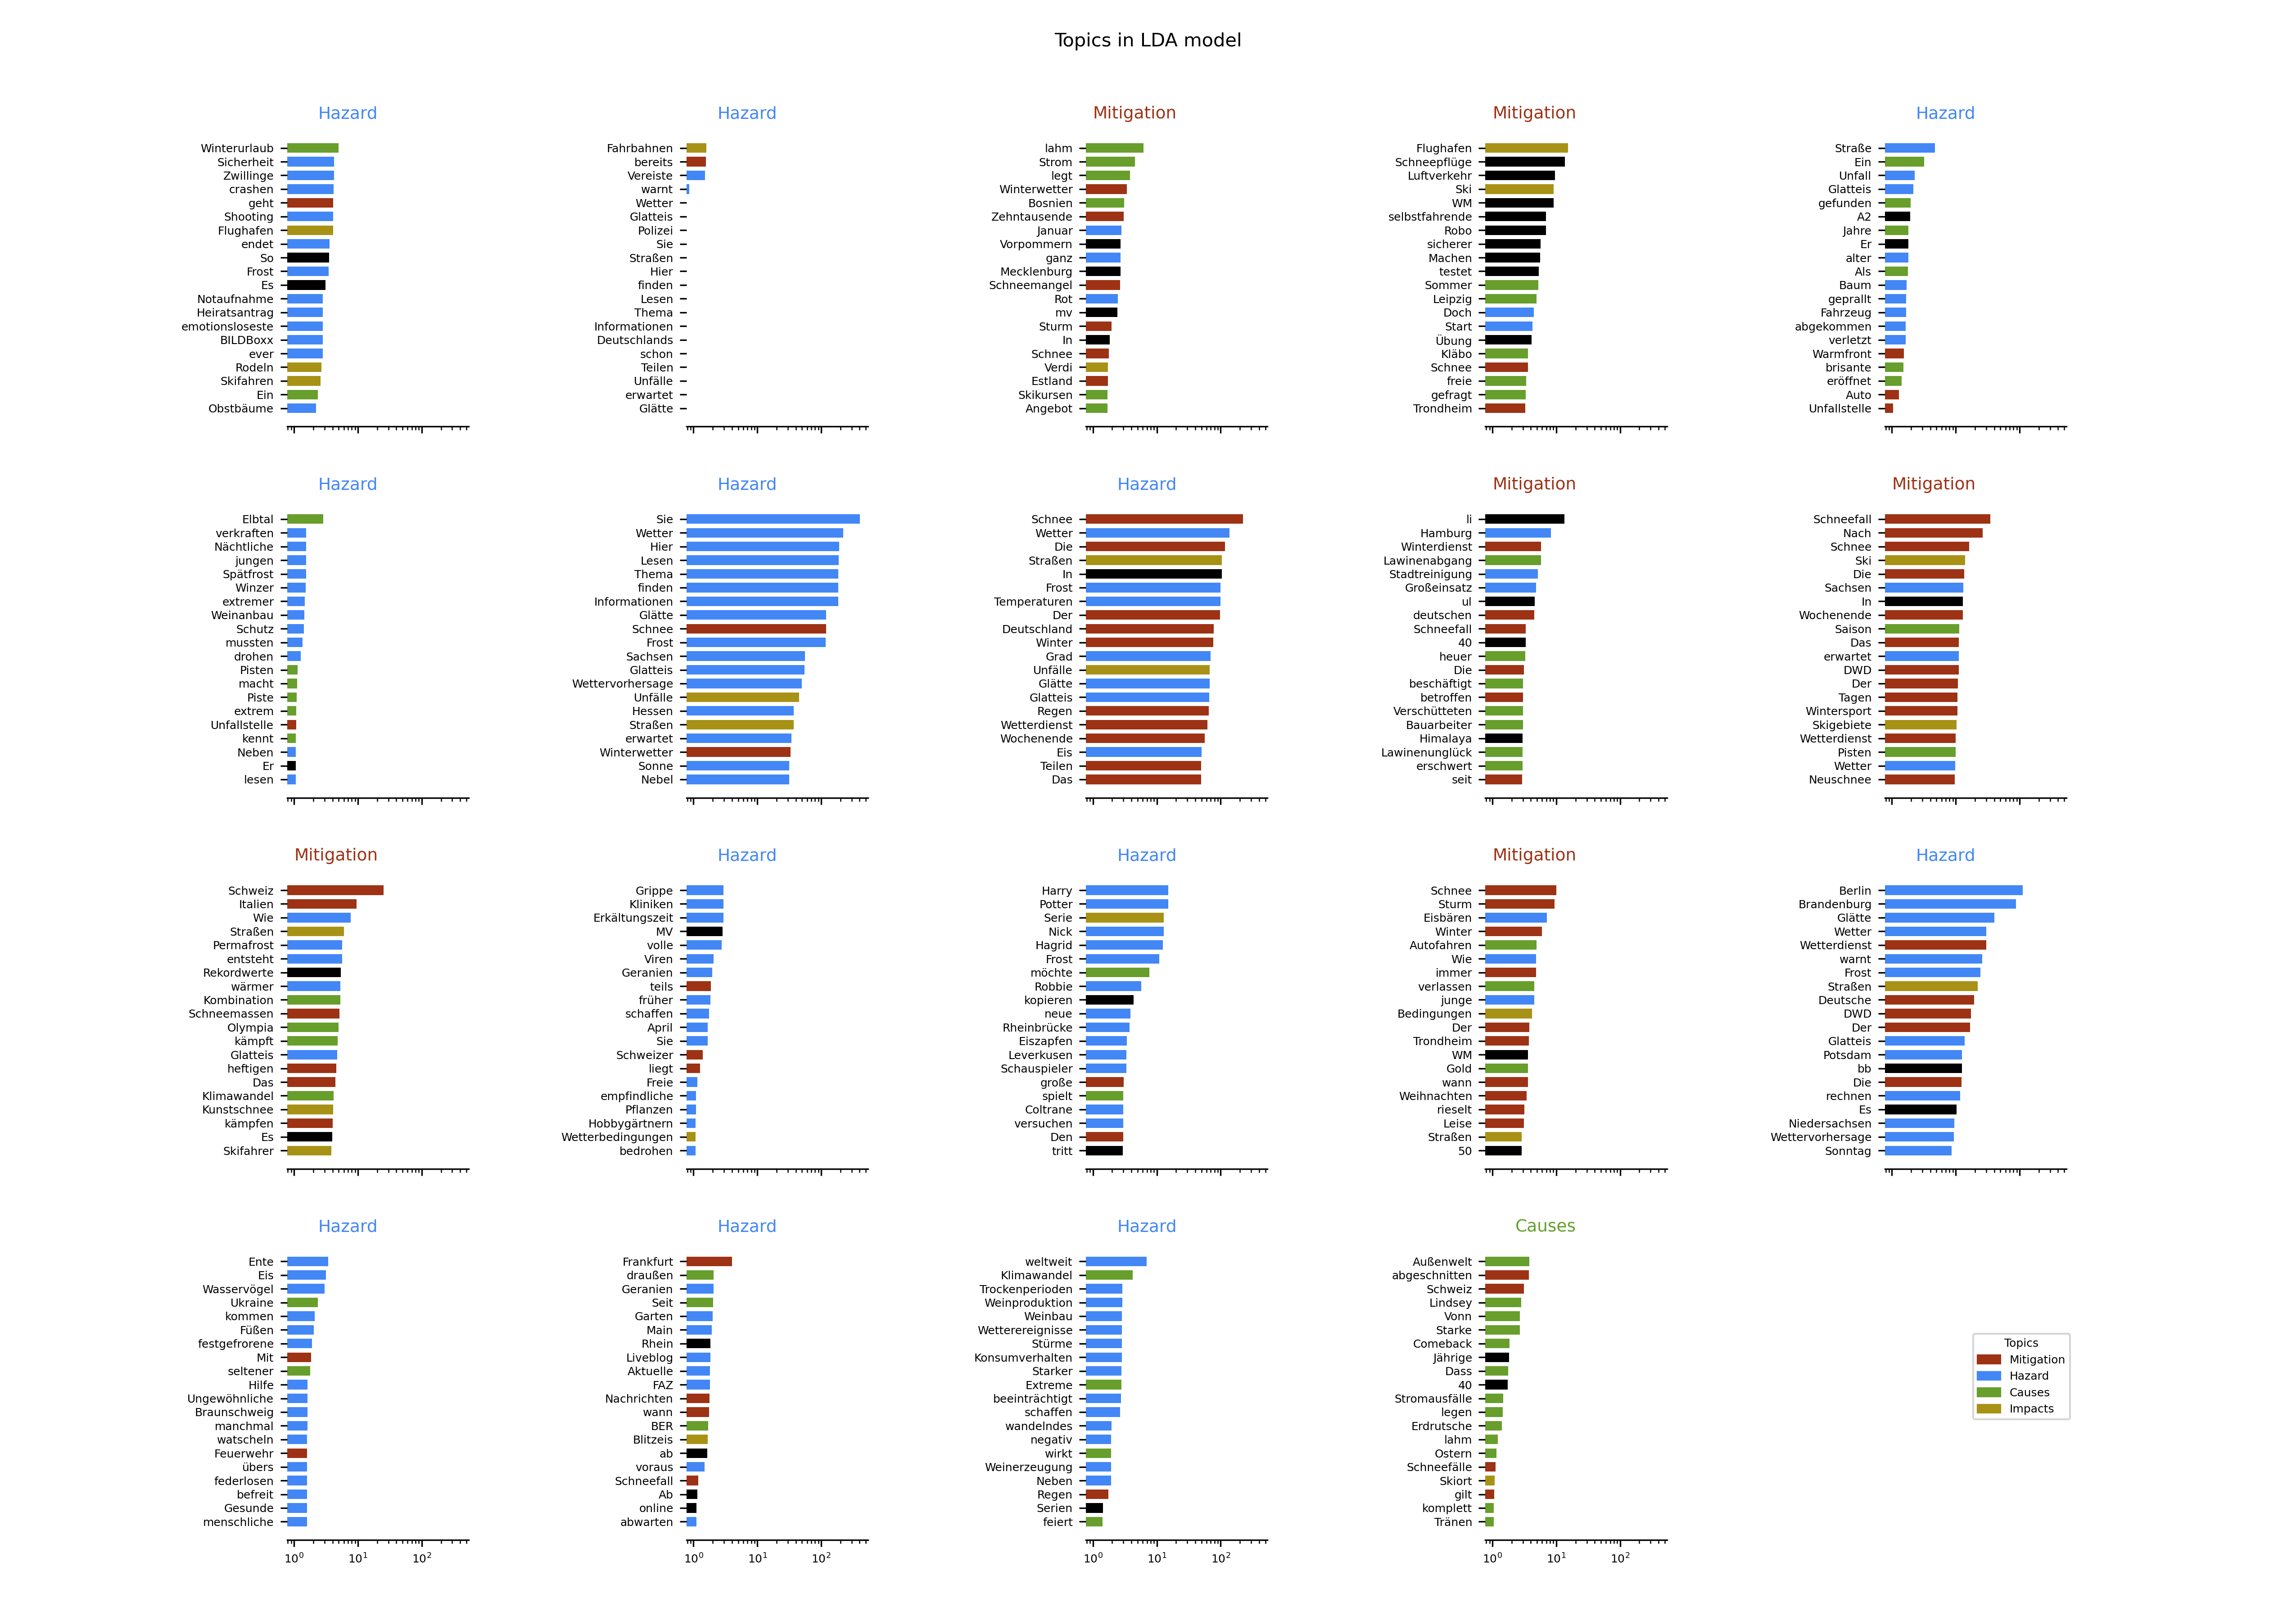 Topics in LDA model
Hazard
Winterurlaub
Sicherheit
Zwillinge
crashen
geht
Shooting
Flughafen
endet
So
Frost
Es
Notaufnahme
Heiratsantrag
emotionsloseste
BILDBoxx
ever
Rodeln
Skifahren
Ein
Obstbäume
Hazard
Fahrbahnen
bereits
Vereiste
warnt
Wetter
Glatteis
Polizei
Sie
Straßen
Hier
finden
Lesen
Thema
Informationen
Deutschlands
schon
Teilen
Unfälle
erwartet
Glätte
Mitigation
lahm
Strom
legt
Winterwetter
Bosnien
Zehntausende
Januar
Vorpommern
ganz
Mecklenburg
Schneemangel
Rot
mv
Sturm
In
Schnee
Verdi
Estland
Skikursen
Angebot
Mitigation
Flughafen
Schneepflüge
Luftverkehr
Ski
WM
selbstfahrende
Robo
sicherer
Machen
testet
Sommer
Leipzig
Doch
Start
Übung
Kläbo
Schnee
freie
gefragt
Trondheim
Hazard
Straße
Ein
Unfall
Glatteis
gefunden
A2
Jahre
Er
alter
Als
Baum
geprallt
Fahrzeug
abgekommen
verletzt
Warmfront
brisante
eröffnet
Auto
Unfallstelle
Hazard
Elbtal
verkraften
Nächtliche
jungen
Spätfrost
Winzer
extremer
Weinanbau
Schutz
mussten
drohen
Pisten
macht
Piste
extrem
Unfallstelle
kennt
Neben
Er
lesen
Hazard
Sie
Wetter
Hier
Lesen
Thema
finden
Informationen
Glätte
Schnee
Frost
Sachsen
Glatteis
Wettervorhersage
Unfälle
Hessen
Straßen
erwartet
Winterwetter
Sonne
Nebel
Hazard
Schnee
Wetter
Die
Straßen
In
Frost
Temperaturen
Der
Deutschland
Winter
Grad
Unfälle
Glätte
Glatteis
Regen
Wetterdienst
Wochenende
Eis
Teilen
Das
Mitigation
li
Hamburg
Winterdienst
Lawinenabgang
Stadtreinigung
Großeinsatz
ul
deutschen
Schneefall
40
heuer
Die
beschäftigt
betroffen
Verschütteten
Bauarbeiter
Himalaya
Lawinenunglück
erschwert
seit
Mitigation
Schneefall
Nach
Schnee
Ski
Die
Sachsen
In
Wochenende
Saison
Das
erwartet
DWD
Der
Tagen
Wintersport
Skigebiete
Wetterdienst
Pisten
Wetter
Neuschnee
Mitigation
Schweiz
Italien
Wie
Straßen
Permafrost
entsteht
Rekordwerte
wärmer
Kombination
Schneemassen
Olympia
kämpft
Glatteis
heftigen
Das
Klimawandel
Kunstschnee
kämpfen
Es
Skifahrer
Hazard
Grippe
Kliniken
Erkältungszeit
MV
volle
Viren
Geranien
teils
früher
schaffen
April
Sie
Schweizer
liegt
Freie
empfindliche
Pflanzen
Hobbygärtnern
Wetterbedingungen
bedrohen
Hazard
Harry
Potter
Serie
Nick
Hagrid
Frost
möchte
Robbie
kopieren
neue
Rheinbrücke
Eiszapfen
Leverkusen
Schauspieler
große
spielt
Coltrane
versuchen
Den
tritt
Mitigation
Schnee
Sturm
Eisbären
Winter
Autofahren
Wie
immer
verlassen
junge
Bedingungen
Der
Trondheim
WM
Gold
wann
Weihnachten
rieselt
Leise
Straßen
50
Hazard
Berlin
Brandenburg
Glätte
Wetter
Wetterdienst
warnt
Frost
Straßen
Deutsche
DWD
Der
Glatteis
Potsdam
bb
Die
rechnen
Es
Niedersachsen
Wettervorhersage
Sonntag
Hazard
Ente
Eis
Wasservögel
Ukraine
kommen
Füßen
festgefrorene
Mit
seltener
Hilfe
Ungewöhnliche
Braunschweig
manchmal
watscheln
Feuerwehr
übers
federlosen
befreit
Gesunde
menschliche
10⁰ 10¹ 10²
Hazard
Frankfurt
draußen
Geranien
Seit
Garten
Main
Rhein
Liveblog
Aktuelle
FAZ
Nachrichten
wann
BER
Blitzeis
ab
voraus
Schneefall
Ab
online
abwarten
10⁰ 10¹ 10²
Hazard
weltweit
Klimawandel
Trockenperioden
Weinproduktion
Weinbau
Wetterereignisse
Stürme
Konsumverhalten
Starker
Extreme
beeinträchtigt
schaffen
wandelndes
negativ
wirkt
Weinerzeugung
Neben
Regen
Serien
feiert
10⁰ 10¹ 10²
Causes
Außenwelt
abgeschnitten
Schweiz
Lindsey
Vonn
Starke
Comeback
Jährige
Dass
40
Stromausfälle
legen
Erdrutsche
lahm
Ostern
Schneefälle
Skiort
gilt
komplett
Tränen
10⁰ 10¹ 10²
Topics
Mitigation
Hazard
Causes
Impacts